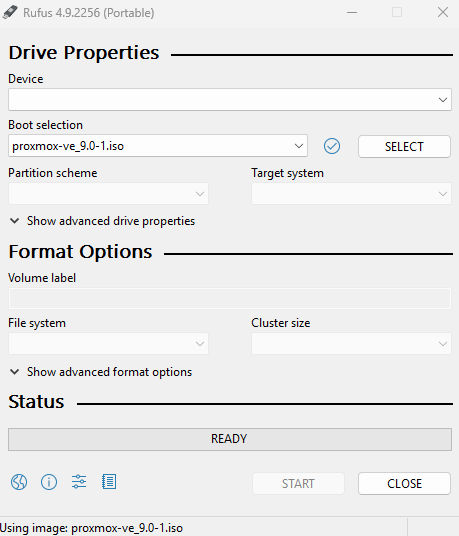 Rufus 4.9.2256 (Portable)
Drive Properties
Device
Boot selection
proxmox-ve_9.0-1.iso
SELECT
Partition scheme
Target system
Show advanced drive properties
Format Options
Volume label
File system
Cluster size
Show advanced format options
Status
READY
START
CLOSE
Using image: proxmox-ve_9.0-1.iso